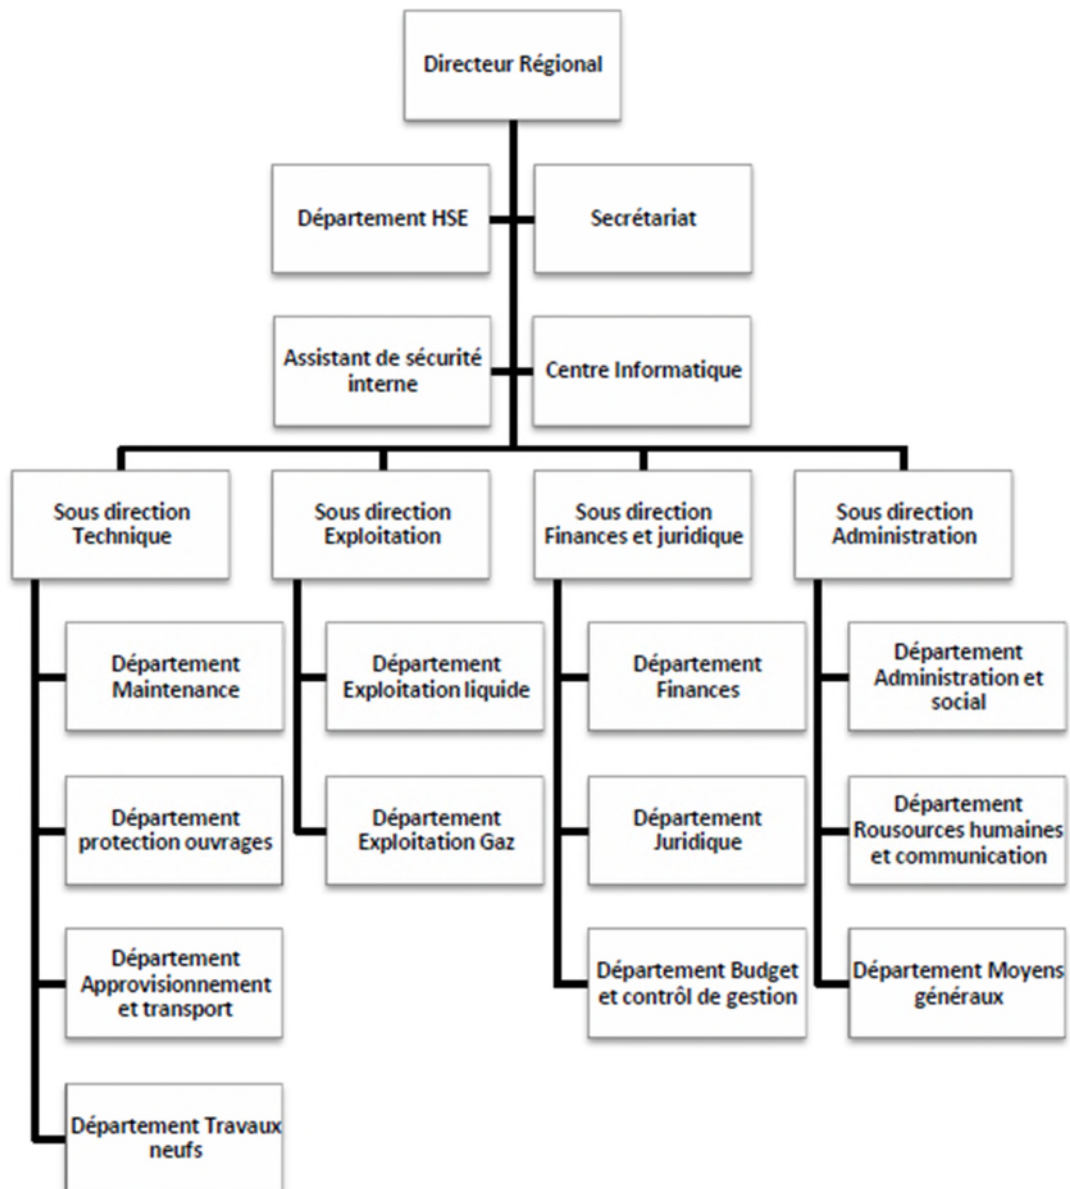 Directeur Régional
Département HSE
Secrétariat
Assistant de sécurité
interne
Centre Informatique
Sous direction
Technique
Sous direction
Exploitation
Sous direction
Finances et juridique
Sous direction
Administration
Département
Maintenance
Département
Exploitation liquide
Département
Finances
Département
Administration et
social
Département
protection ouvrages
Département
Exploitation Gaz
Département
Juridique
Département
Rousources humaines
et communication
Département
Approvisionnement
et transport
Département Budget
et contrôl de gestion
Département Moyens
généraux
Département Travaux
neufs